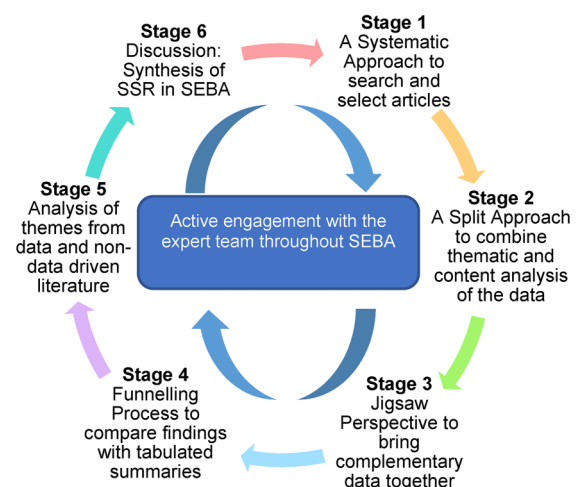 Stage 1
A Systematic
Approach to
search and
select articles
Stage 2
A Split Approach
to combine
thematic and
content analysis
of the data
Stage 3
Jigsaw
Perspective to
bring
complementary
data together
Stage 4
Funnelling
Process to
compare findings
with tabulated
summaries
Stage 5
Analysis of
themes from
data and non-
data driven
literature
Stage 6
Discussion:
Synthesis of
SSR in SEBA
Active engagement with the
expert team throughout SEBA